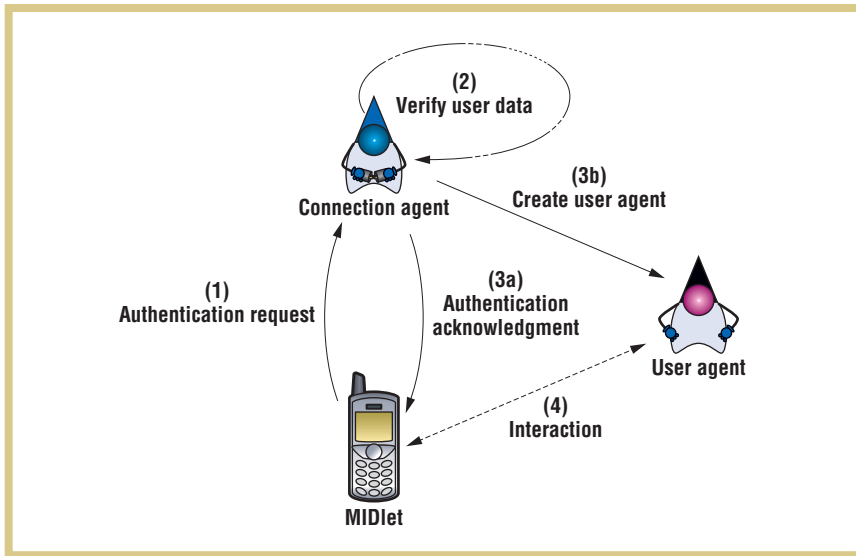 (2)
Verify user data
Connection agent
(3b)
Create user agent
(1)
Authentication request
(3a)
Authentication
acknowledgment
User agent
(4)
Interaction
MIDlet